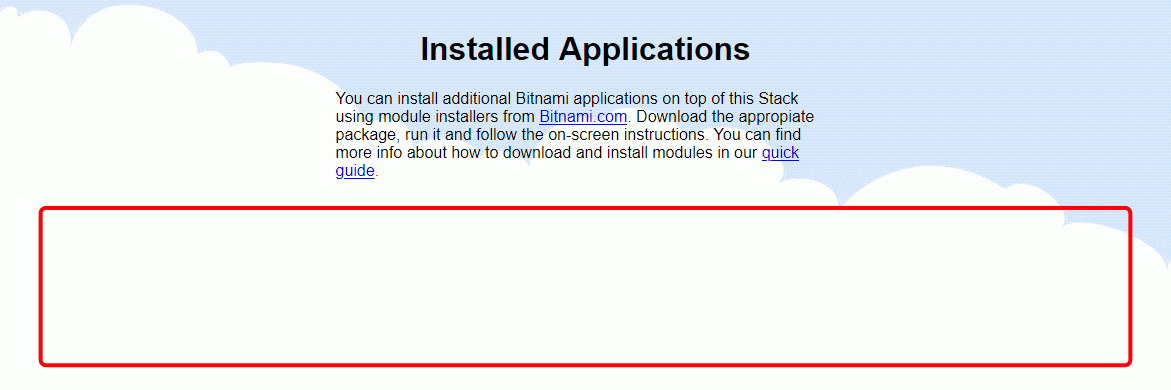 Installed Applications
You can install additional Bitnami applications on top of this Stack
using module installers from Bitnami.com. Download the appropiate
package, run it and follow the on-screen instructions. You can find
more info about how to download and install modules in our quick
guide.